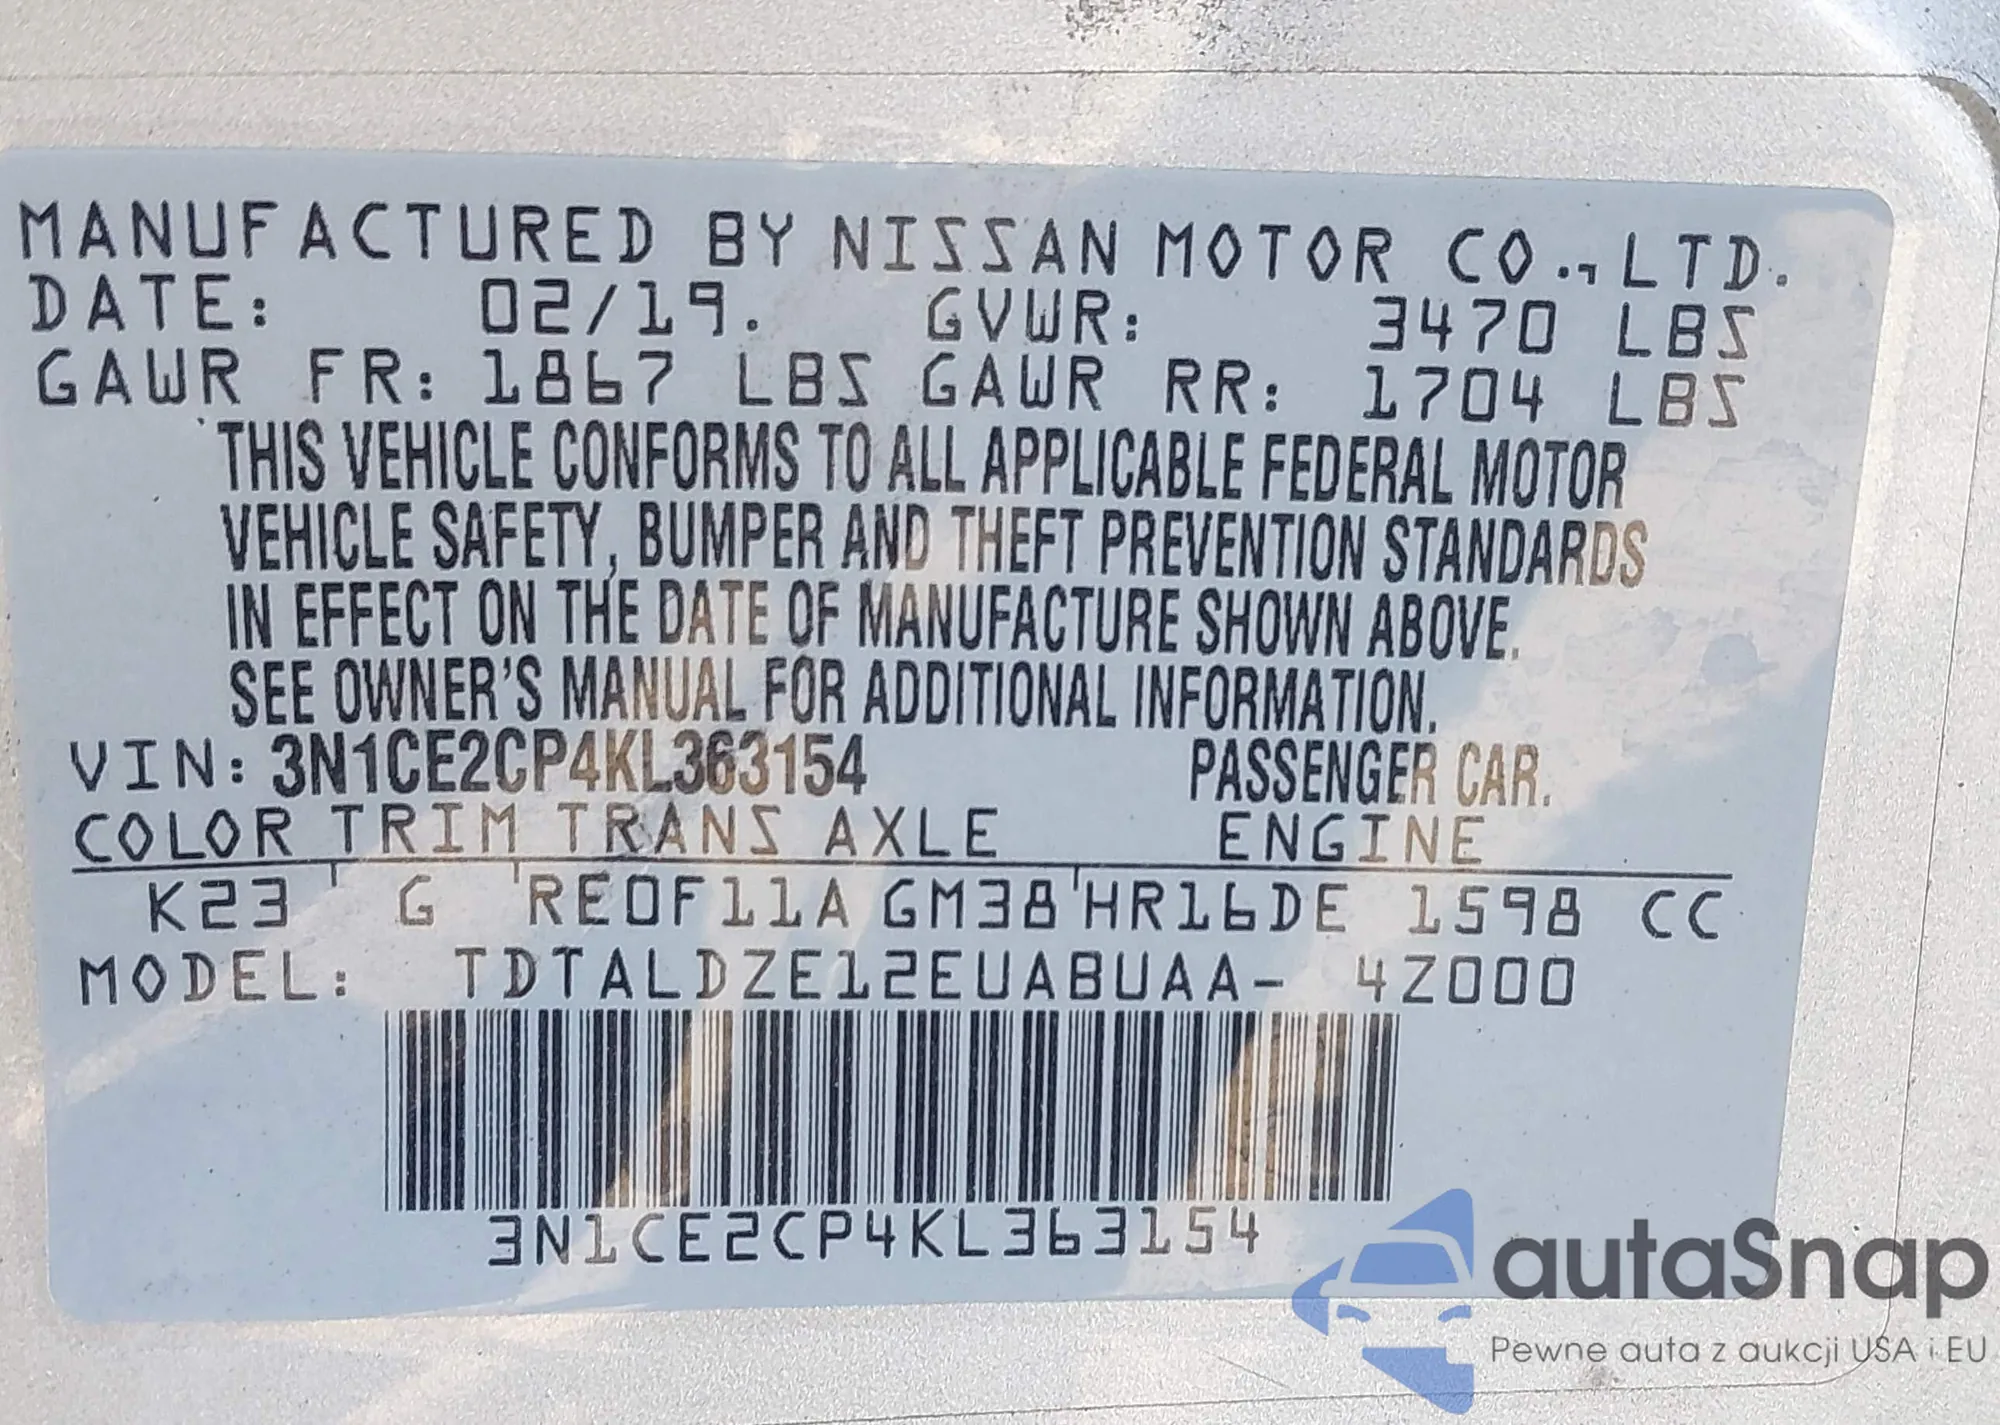 MANUFACTURED BY NISSAN MOTOR CO.,LTD.
DATE: 02/19. GVWR: 3470 LBS
GAWR FR: 1867 LBS GAWR RR: 1704 LBS
THIS VEHICLE CONFORMS TO ALL APPLICABLE FEDERAL MOTOR
VEHICLE SAFETY, BUMPER AND THEFT PREVENTION STANDARDS
IN EFFECT ON THE DATE OF MANUFACTURE SHOWN ABOVE.
SEE OWNER'S MANUAL FOR ADDITIONAL INFORMATION.
VIN: 3N1CE2CP4KL363154 PASSENGER CAR.
COLOR TRIM TRANS AXLE ENGINE
K23 G RE0F11A GM38 HR16DE 1598 CC
MODEL: TDTALDZE12EUABUAA- 4Z000
3N1CE2CP4KL363154
autaSnap
Pewne auta z aukcji USA i EU